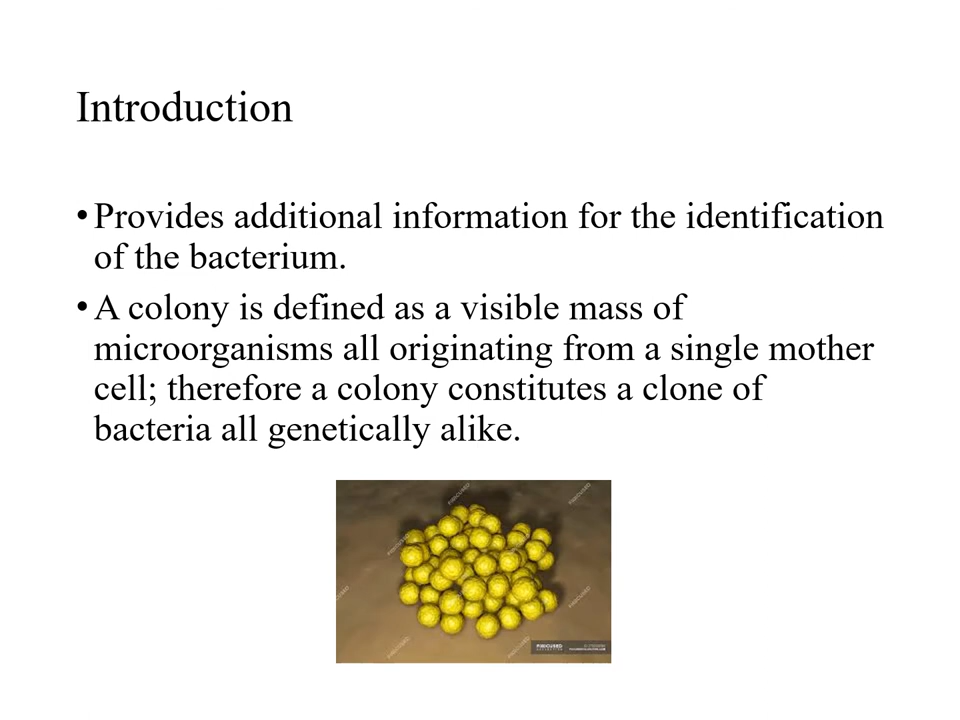 Introduction
• Provides additional information for the identification
of the bacterium.
• A colony is defined as a visible mass of
microorganisms all originating from a single mother
cell; therefore a colony constitutes a clone of
bacteria all genetically alike.